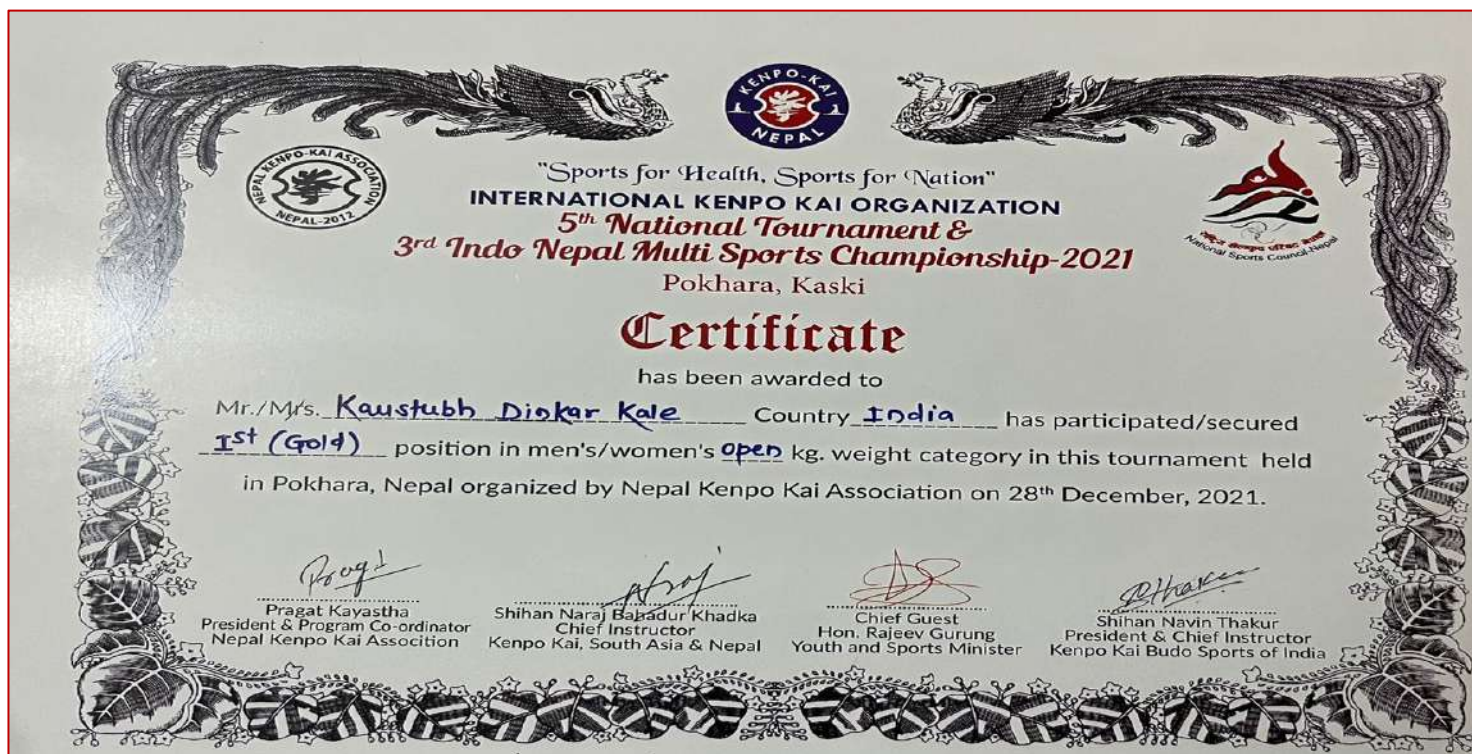 KENPO-KAI
NEPAL
NEPAL KENPO-KAI ASSOCIATION
NEPAL-2012
"Sports for Health, Sports for Nation"
INTERNATIONAL KENPO KAI ORGANIZATION
5th National Tournament &
3rd Indo Nepal Multi Sports Championship-2021
Pokhara, Kaski
राष्ट्रिय खेलकुद परिषद नेपाल
National Sports Council-Nepal
Certificate
has been awarded to
Mr./Mrs. Kaustubh Dinkar Kale Country India has participated/secured
Ist (Gold) position in men's/women's open kg. weight category in this tournament held
in Pokhara, Nepal organized by Nepal Kenpo Kai Association on 28th December, 2021.
Pragat Kayastha
President & Program Co-ordinator
Nepal Kenpo Kai Assocition
Shihan Naraj Bahadur Khadka
Chief Instructor
Kenpo Kai, South Asia & Nepal
Chief Guest
Hon. Rajeev Gurung
Youth and Sports Minister
Shihan Navin Thakur
President & Chief Instructor
Kenpo Kai Budo Sports of India